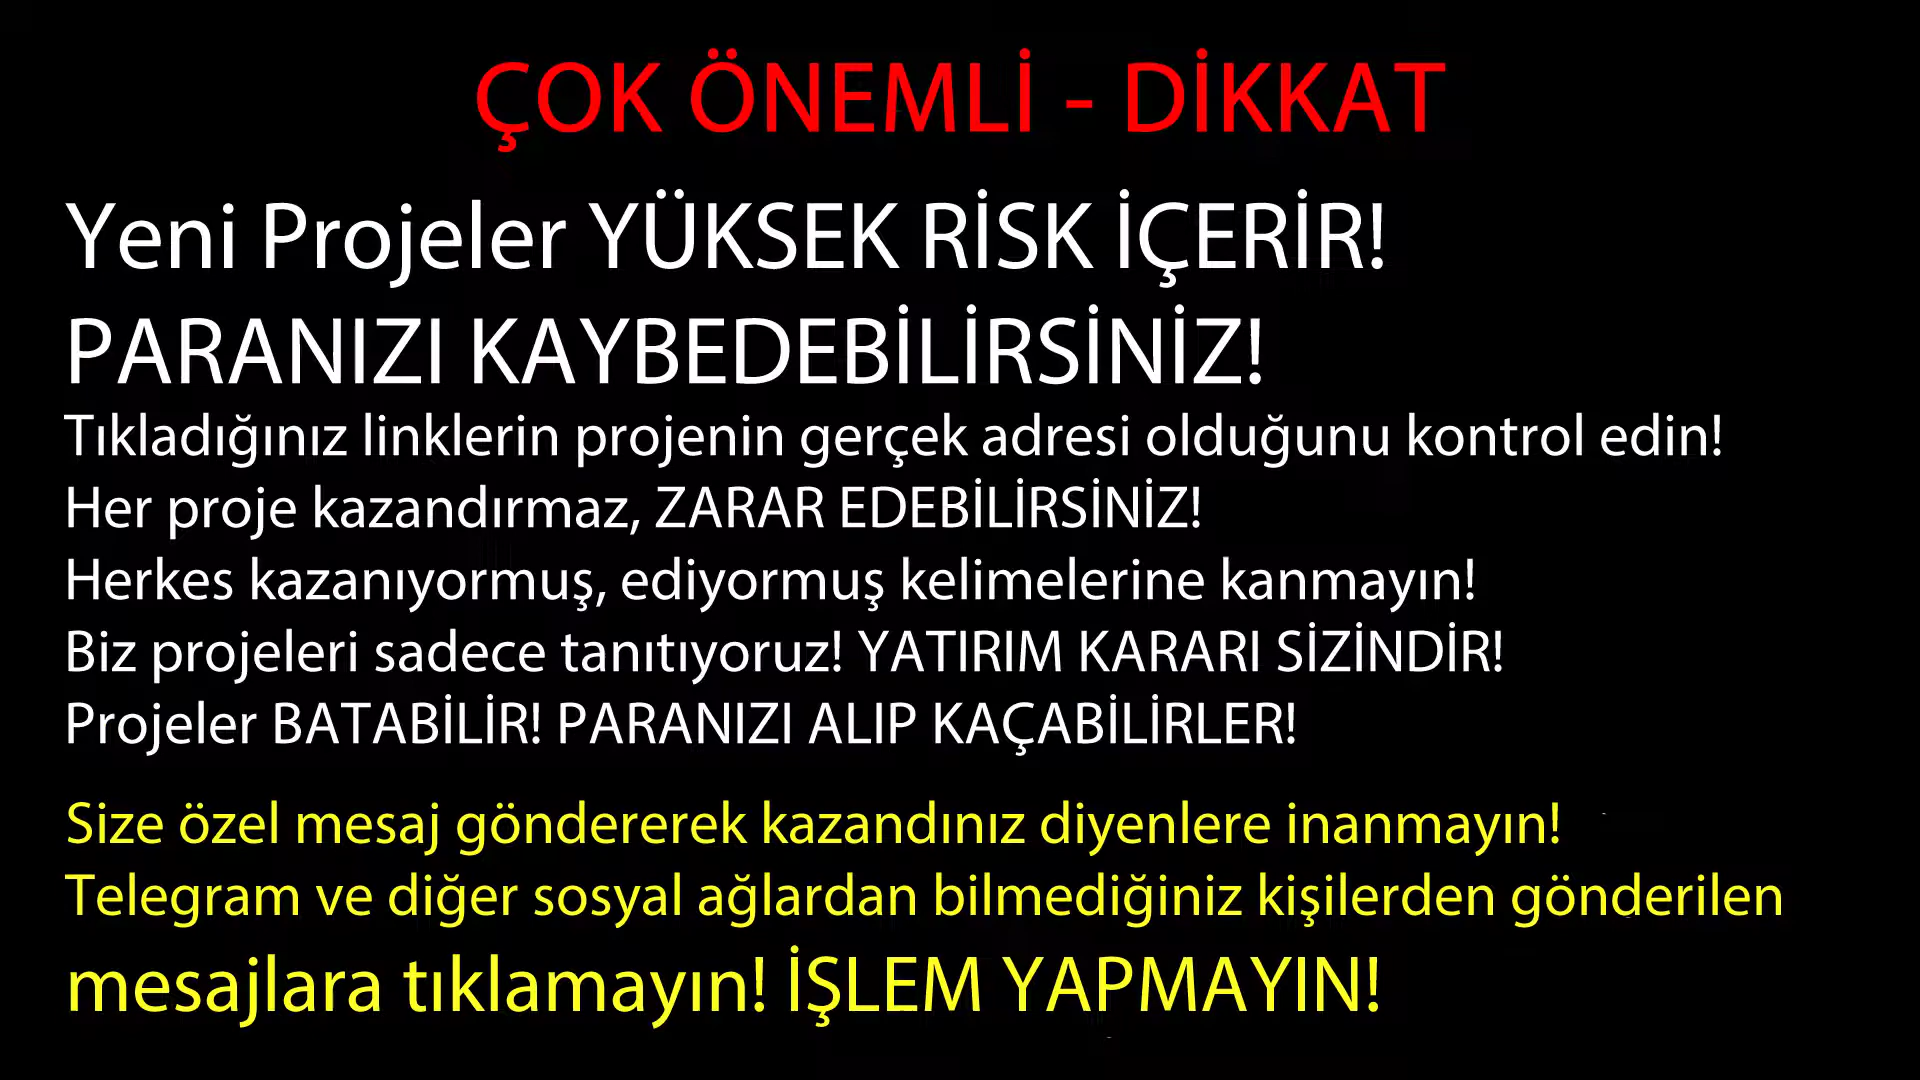 ÇOK ÖNEMLİ - DİKKAT
Yeni Projeler YÜKSEK RİSK İÇERİR!
PARANIZI KAYBEDEBİLİRSİNİZ!
Tıkladığınız linklerin projenin gerçek adresi olduğunu kontrol edin!
Her proje kazandırmaz, ZARAR EDEBİLİRSİNİZ!
Herkes kazanıyormuş, ediyormuş kelimelerine kanmayın!
Biz projeleri sadece tanıtıyoruz! YATIRIM KARARI SİZİNDİR!
Projeler BATABİLİR! PARANIZI ALIP KAÇABİLİRLER!
Size özel mesaj göndererek kazandınız diyenlere inanmayın!
Telegram ve diğer sosyal ağlardan bilmediğiniz kişilerden gönderilen
mesajlara tıklamayın! İŞLEM YAPMAYIN!